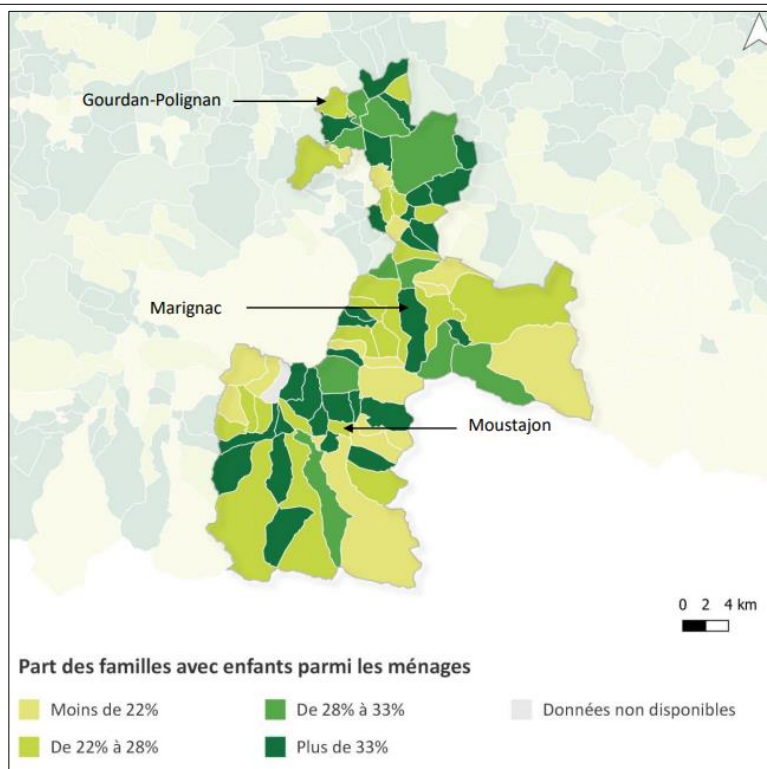 Gourdan-Polignan
Marignac
Moustajon
0 2 4 km
Part des familles avec enfants parmi les ménages
Moins de 22%
De 28% à 33%
Données non disponibles
De 22% à 28%
Plus de 33%